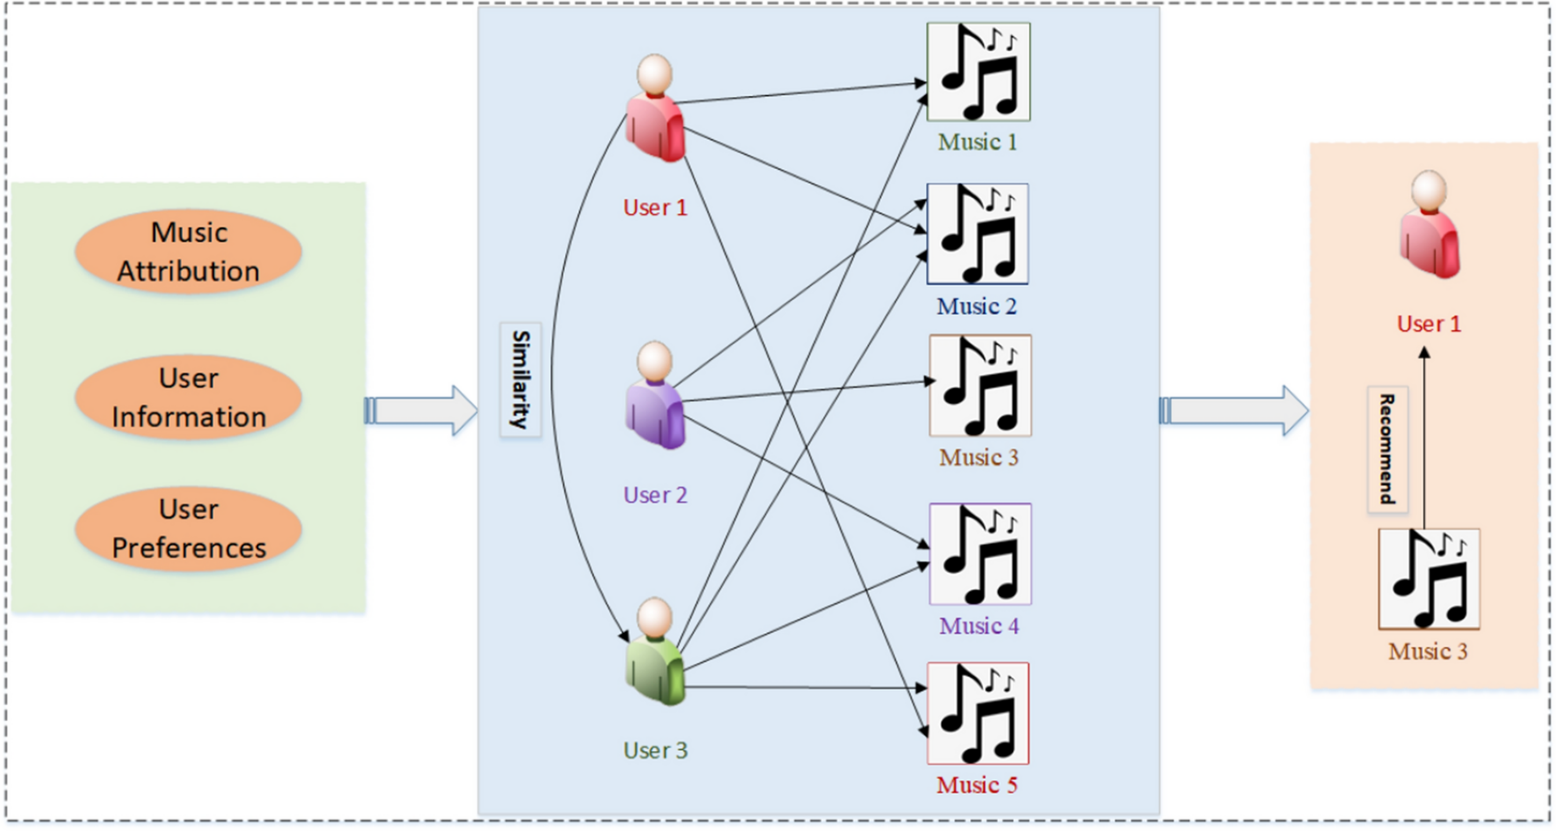 Music
Attribution
User
Information
User
Preferences
Similarity
User 1
User 2
User 3
Music 1
Music 2
Music 3
Music 4
Music 5
User 1
Recommend
Music 3